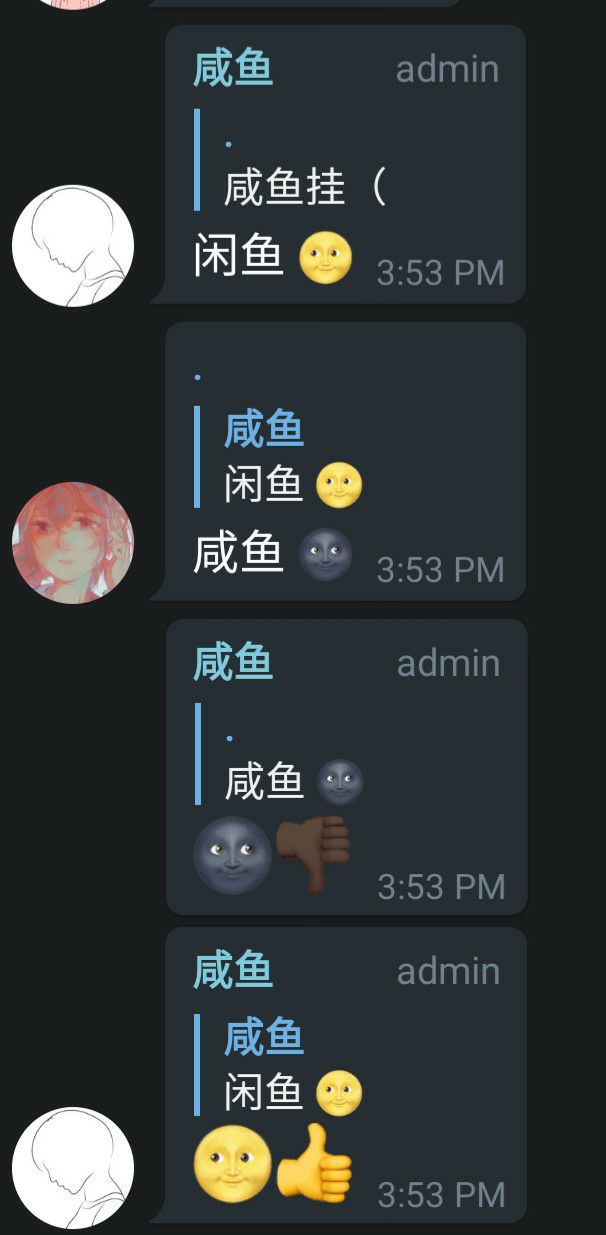 咸鱼 admin
.
咸鱼挂（
闲鱼 🌝 3:53 PM
.
咸鱼
闲鱼 🌝
咸鱼 🌚 3:53 PM
咸鱼 admin
.
咸鱼 🌚
🌚👎🏿 3:53 PM
咸鱼 admin
咸鱼
闲鱼 🌝
🌝👍 3:53 PM